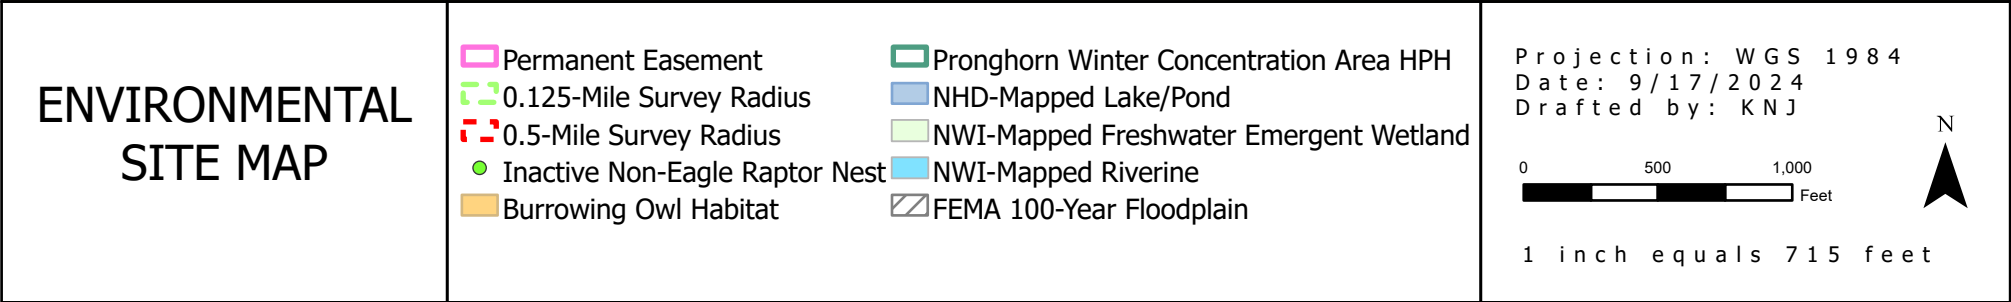 ENVIRONMENTAL
SITE MAP
Permanent Easement
0.125-Mile Survey Radius
0.5-Mile Survey Radius
Inactive Non-Eagle Raptor Nest
Burrowing Owl Habitat
Pronghorn Winter Concentration Area HPH
NHD-Mapped Lake/Pond
NWI-Mapped Freshwater Emergent Wetland
NWI-Mapped Riverine
FEMA 100-Year Floodplain
Projection: WGS 1984
Date: 9/17/2024
Drafted by: KNJ
N
0 500 1,000
Feet
1 inch equals 715 feet